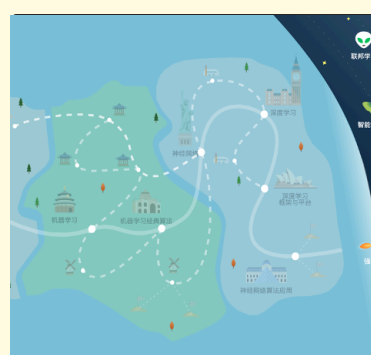 联邦学
深度学习
智能
神经网络
深度学习
框架与平台
机器学习
机器学习经典算法
强
神经网络算法应用